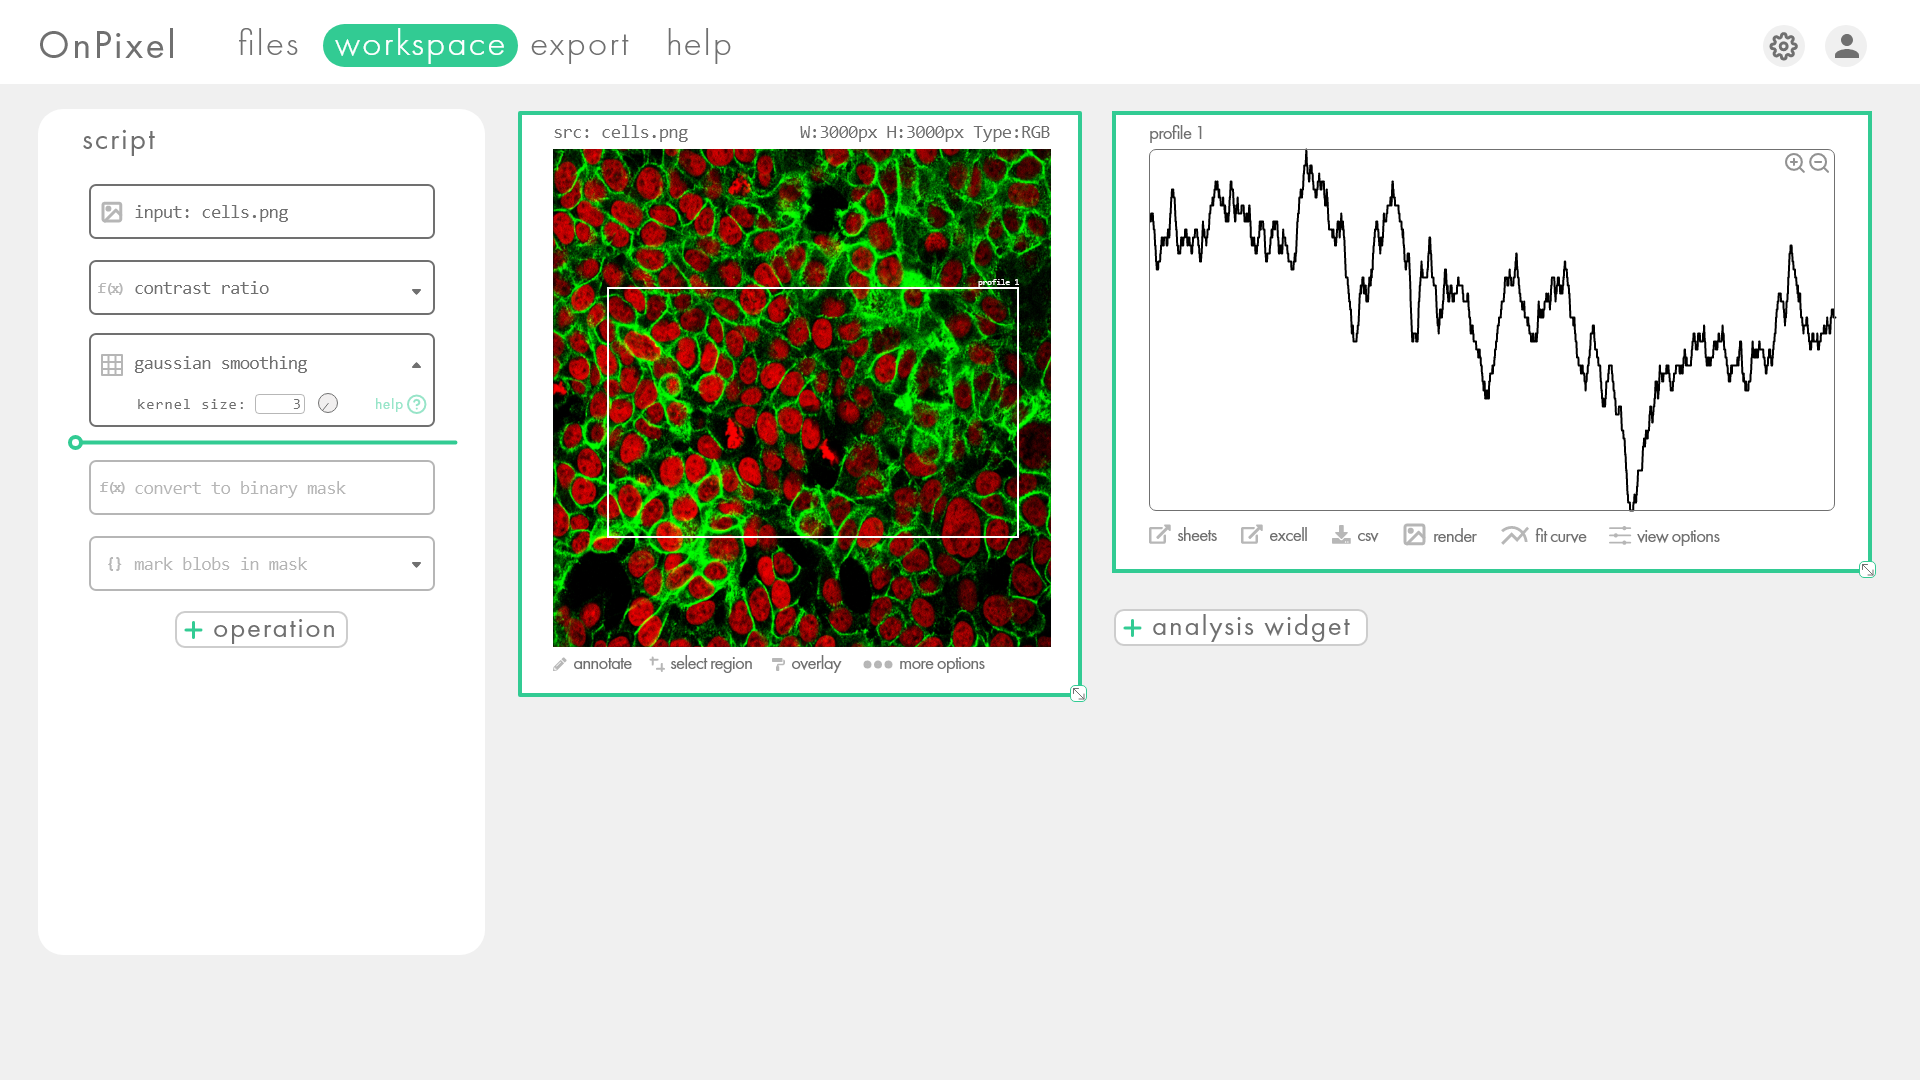 OnPixel files workspace export help
script
input: cells.png
f(x) contrast ratio
gaussian smoothing
kernel size: 3 help ?
f(x) convert to binary mask
{} mark blobs in mask
+ operation
src: cells.png W:3000px H:3000px Type:RGB
profile 1
annotate select region overlay more options
profile 1
sheets excell csv render fit curve view options
+ analysis widget